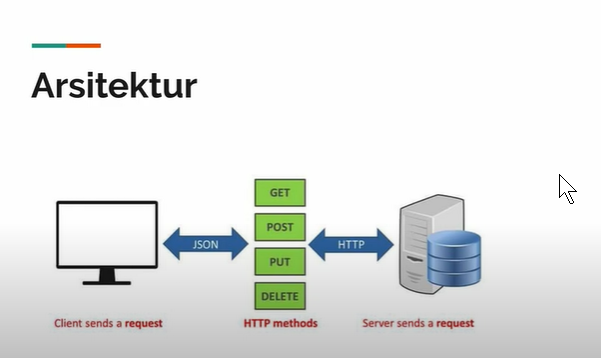 Arsitektur
GET
POST
JSON
HTTP
PUT
DELETE
Client sends a request
HTTP methods
Server sends a request